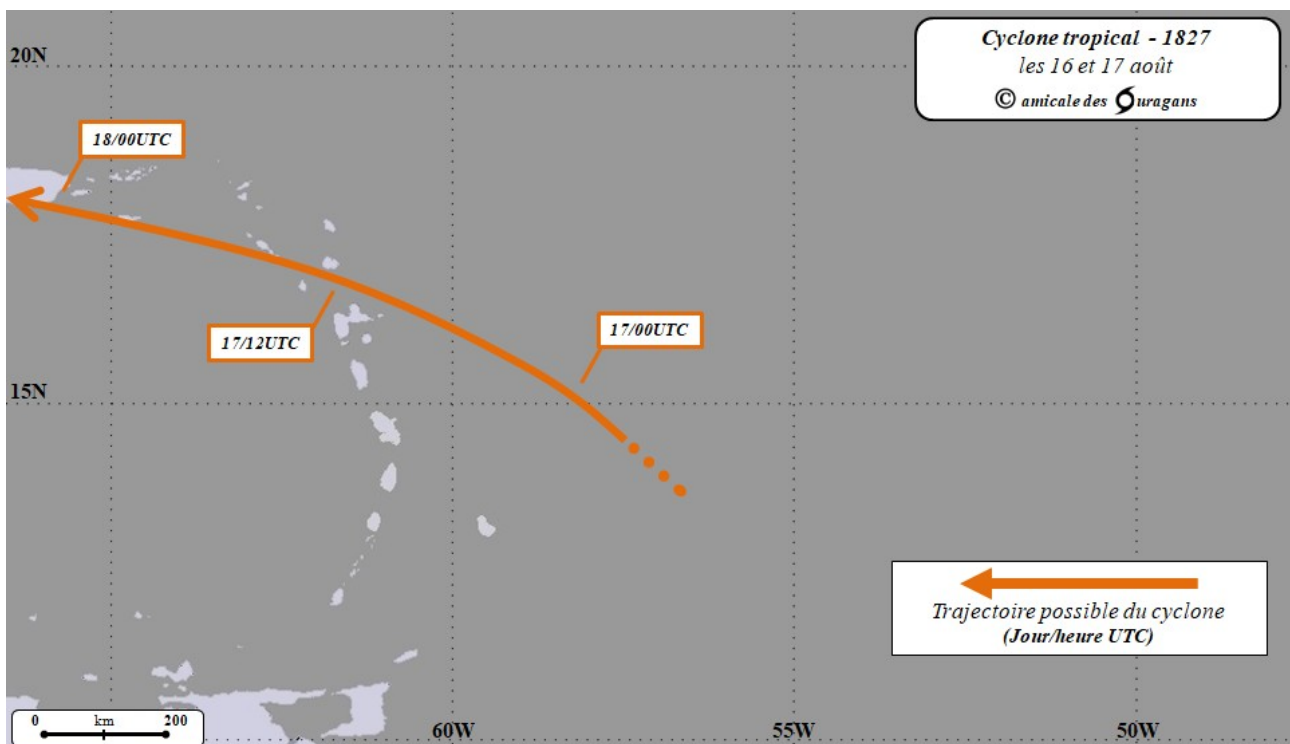 Cyclone tropical - 1827
les 16 et 17 août
© amicale des Ouragans
20N
18/00UTC
17/00UTC
17/12UTC
15N
Trajectoire possible du cyclone
(Jour/heure UTC)
0 km 200
60W 55W 50W